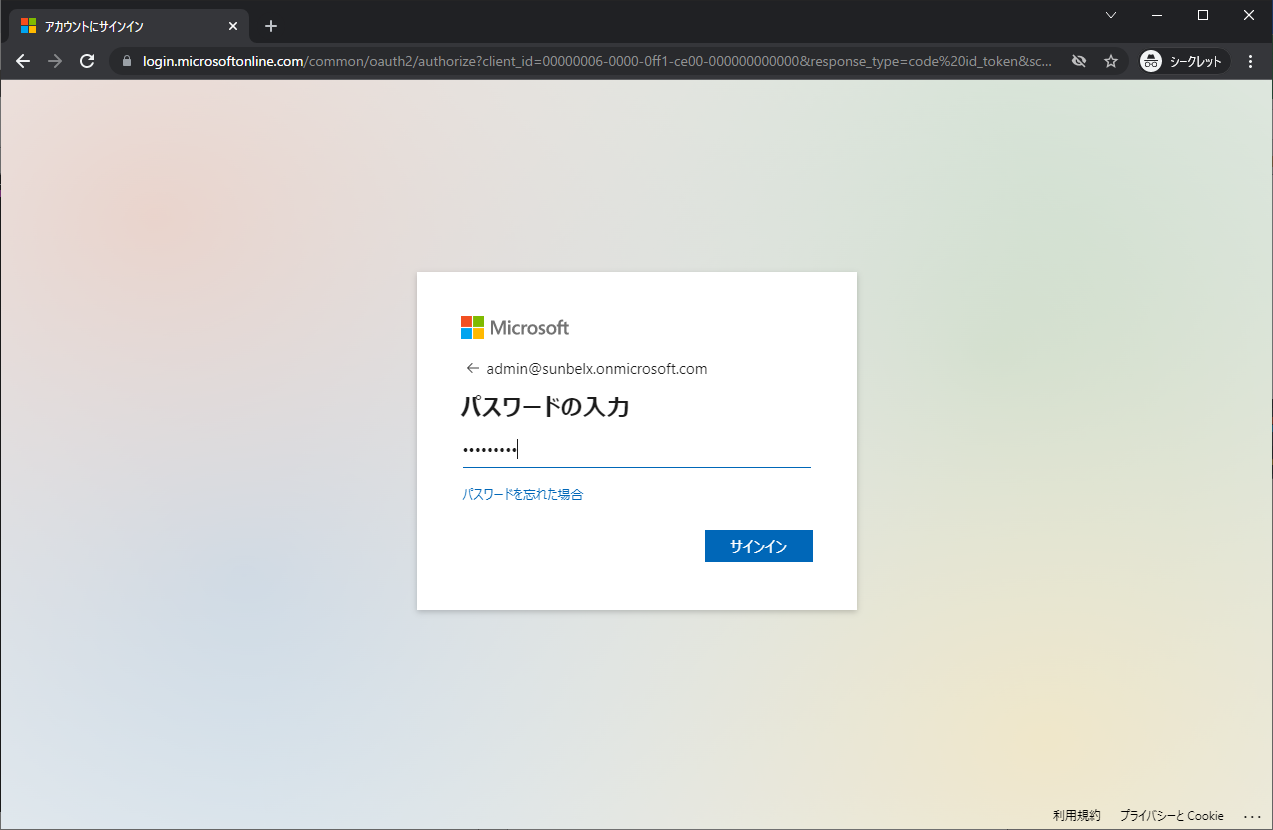 アカウントにサインイン
login.microsoftonline.com/common/oauth2/authorize?client_id=00000006-0000-0ff1-ce00-000000000000&response_type=code%20id_token&sc...
シークレット
Microsoft
admin@sunbelx.onmicrosoft.com
パスワードの入力
•••••••••
パスワードを忘れた場合
サインイン
利用規約 プライバシーと Cookie ...